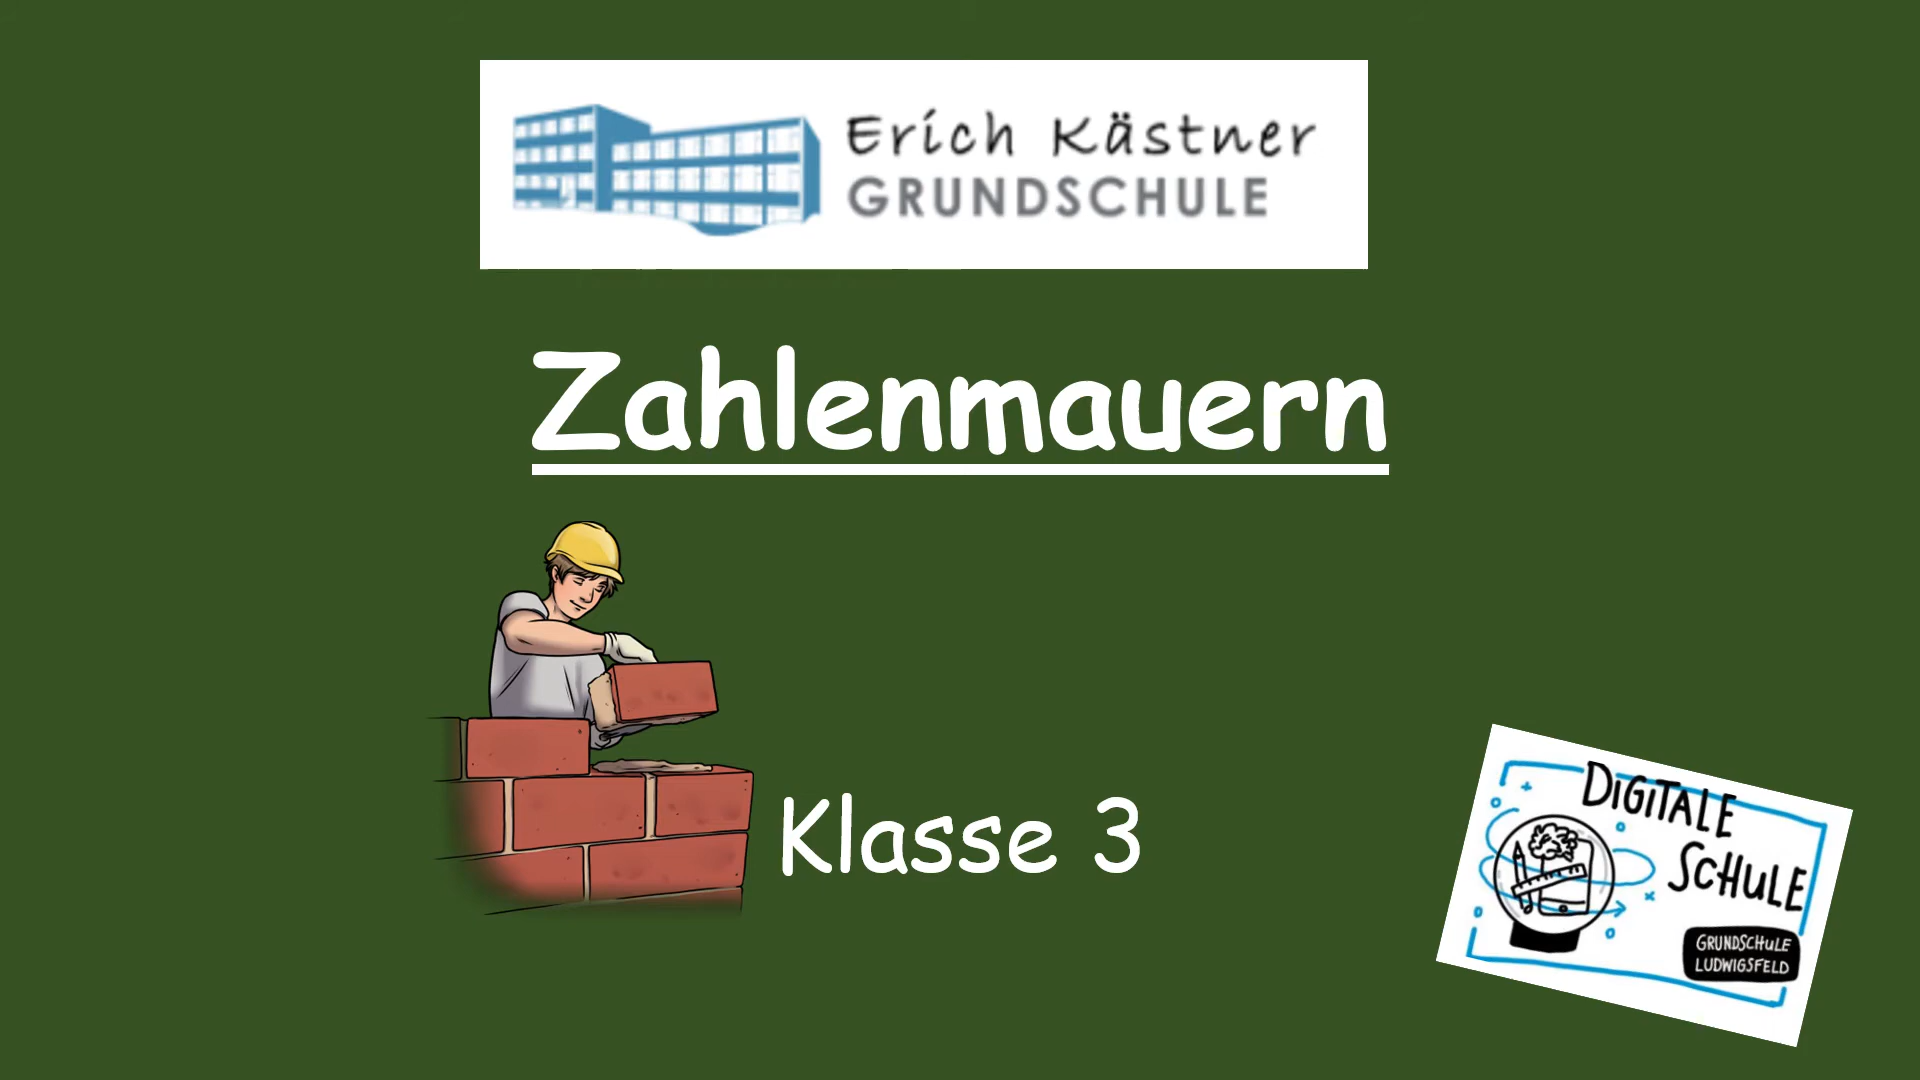 Erich Kästner
GRUNDSCHULE
Zahlenmauern
Klasse 3
DIGITALE
SCHULE
GRUNDSCHULE
LUDWIGSFELD